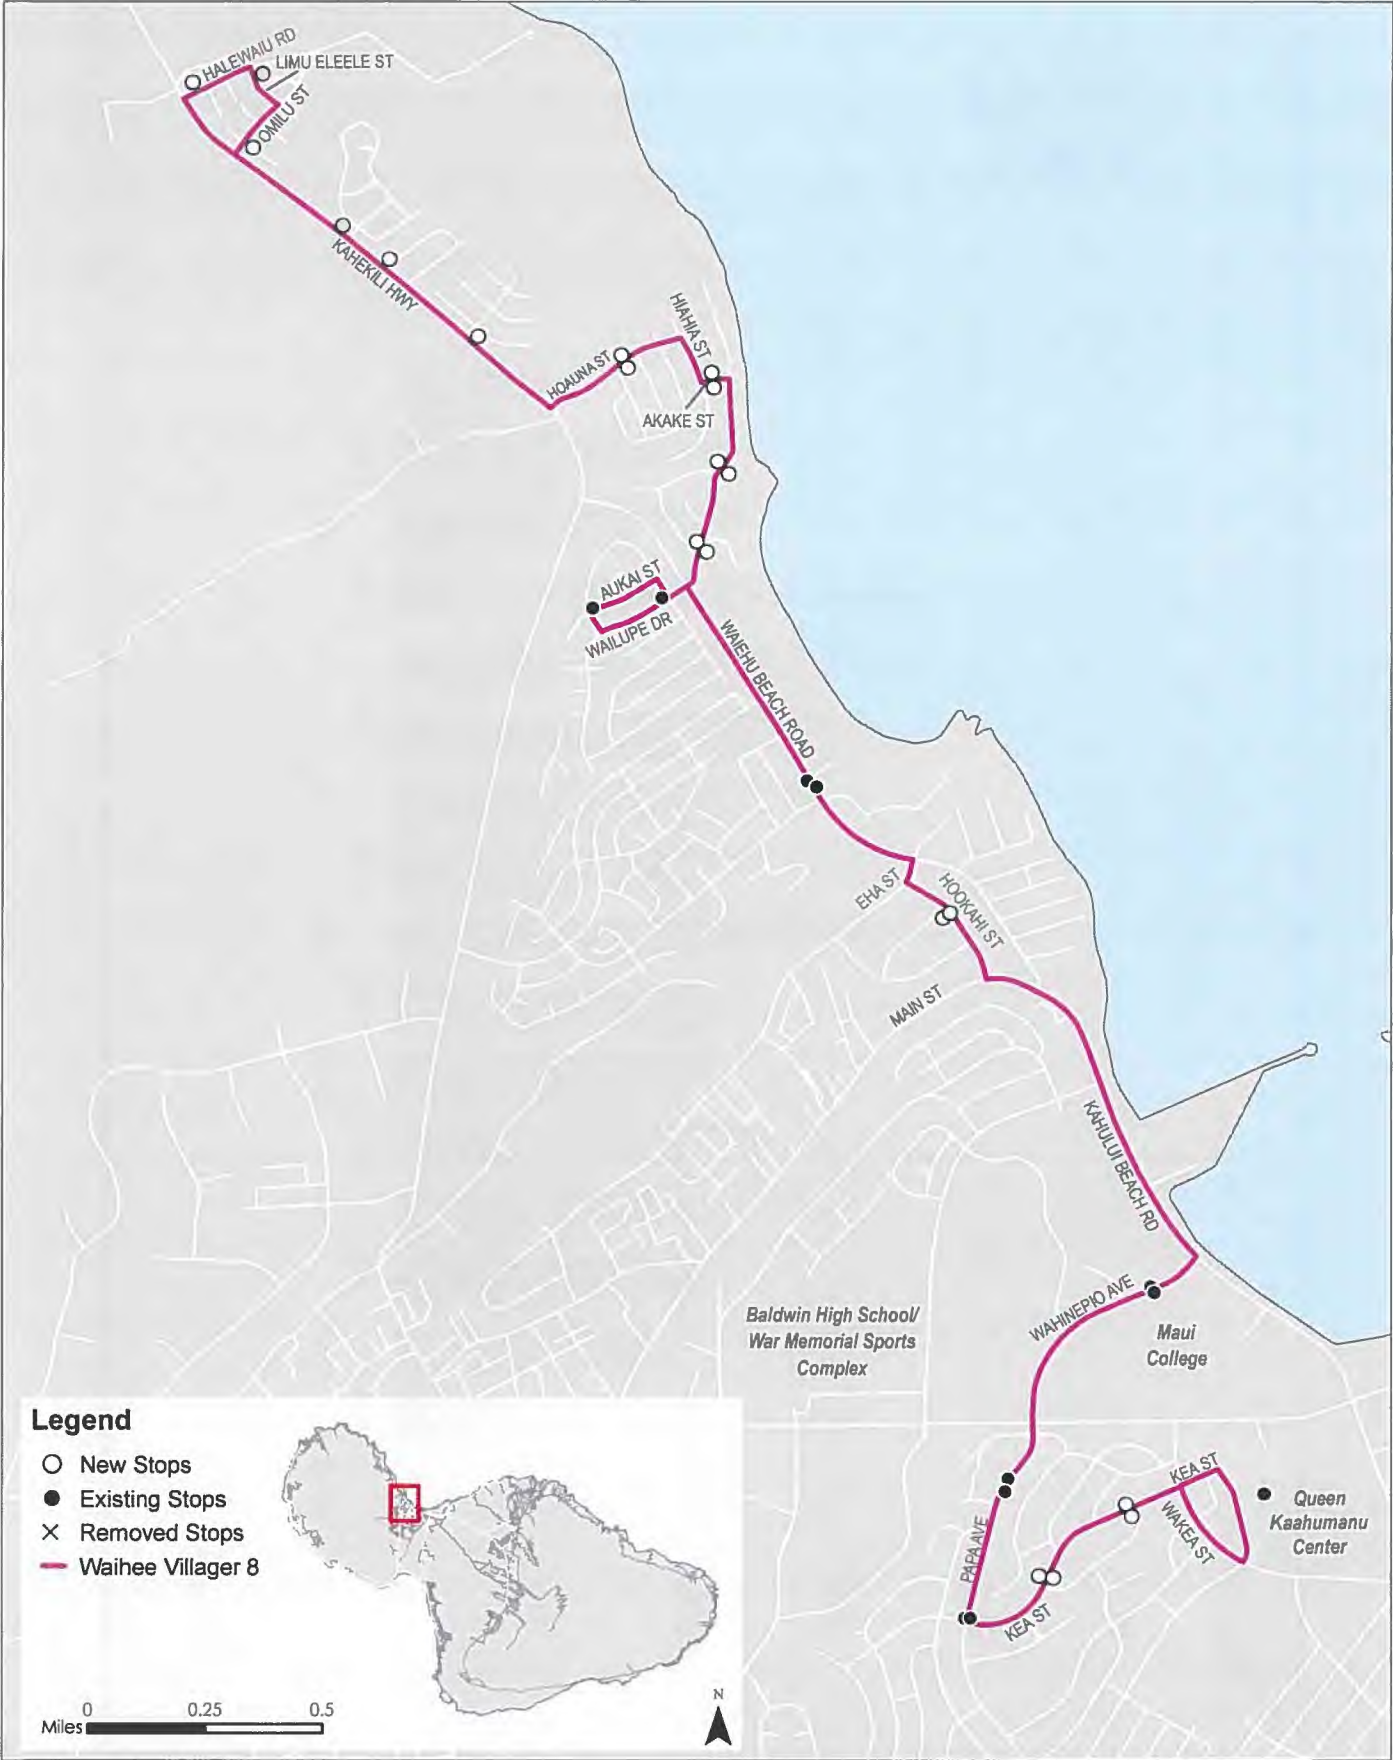 HALEWAIU RD
LIMU ELEELE ST
OMILU ST
KAHEKILI HWY
HIAHIA ST
HOAUNA ST
AKAKE ST
AUKAI ST
WAILUPE DR
WAIEHU BEACH ROAD
EHA ST
HOOKAHI ST
MAIN ST
KAHULUI BEACH RD
WAHINEPIO AVE
Baldwin High School/
War Memorial Sports
Complex
Maui
College
KEA ST
WAKEA ST
Queen
Kaahumanu
Center
PAPA AVE
KEA ST
Legend
New Stops
Existing Stops
Removed Stops
Waihee Villager 8
0 0.25 0.5
Miles
N